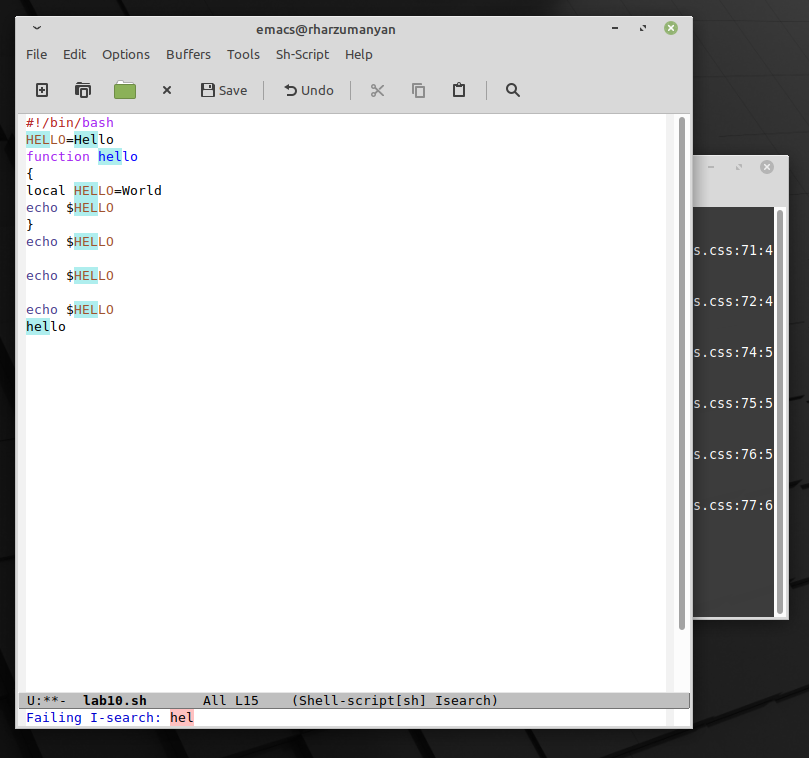 emacs@rharzumanyan
File Edit Options Buffers Tools Sh-Script Help
Save Undo
#!/bin/bash
HELLO=Hello
function hello
{
local HELLO=World
echo $HELLO
}
echo $HELLO
echo $HELLO
echo $HELLO
hello
U:**- lab10.sh All L15 (Shell-script[sh] Isearch)
Failing I-search: hel
s.css:71:4
s.css:72:4
s.css:74:5
s.css:75:5
s.css:76:5
s.css:77:6